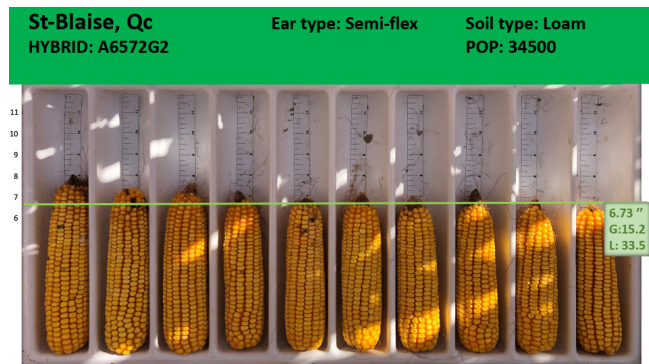 St-Blaise, Qc
Ear type: Semi-flex
Soil type: Loam
HYBRID: A6572G2
POP: 34500
11
10
9
8
7
6
6.73 ’’
G:15.2
L: 33.5